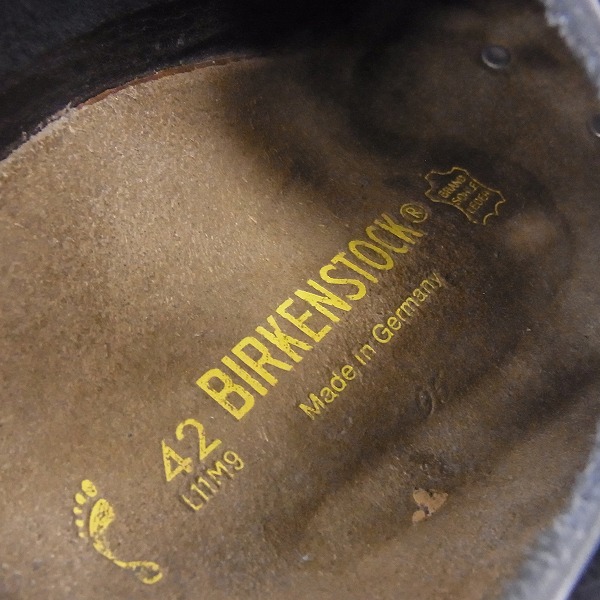 BIRKENSTOCK®
Made in Germany
42
L11M9